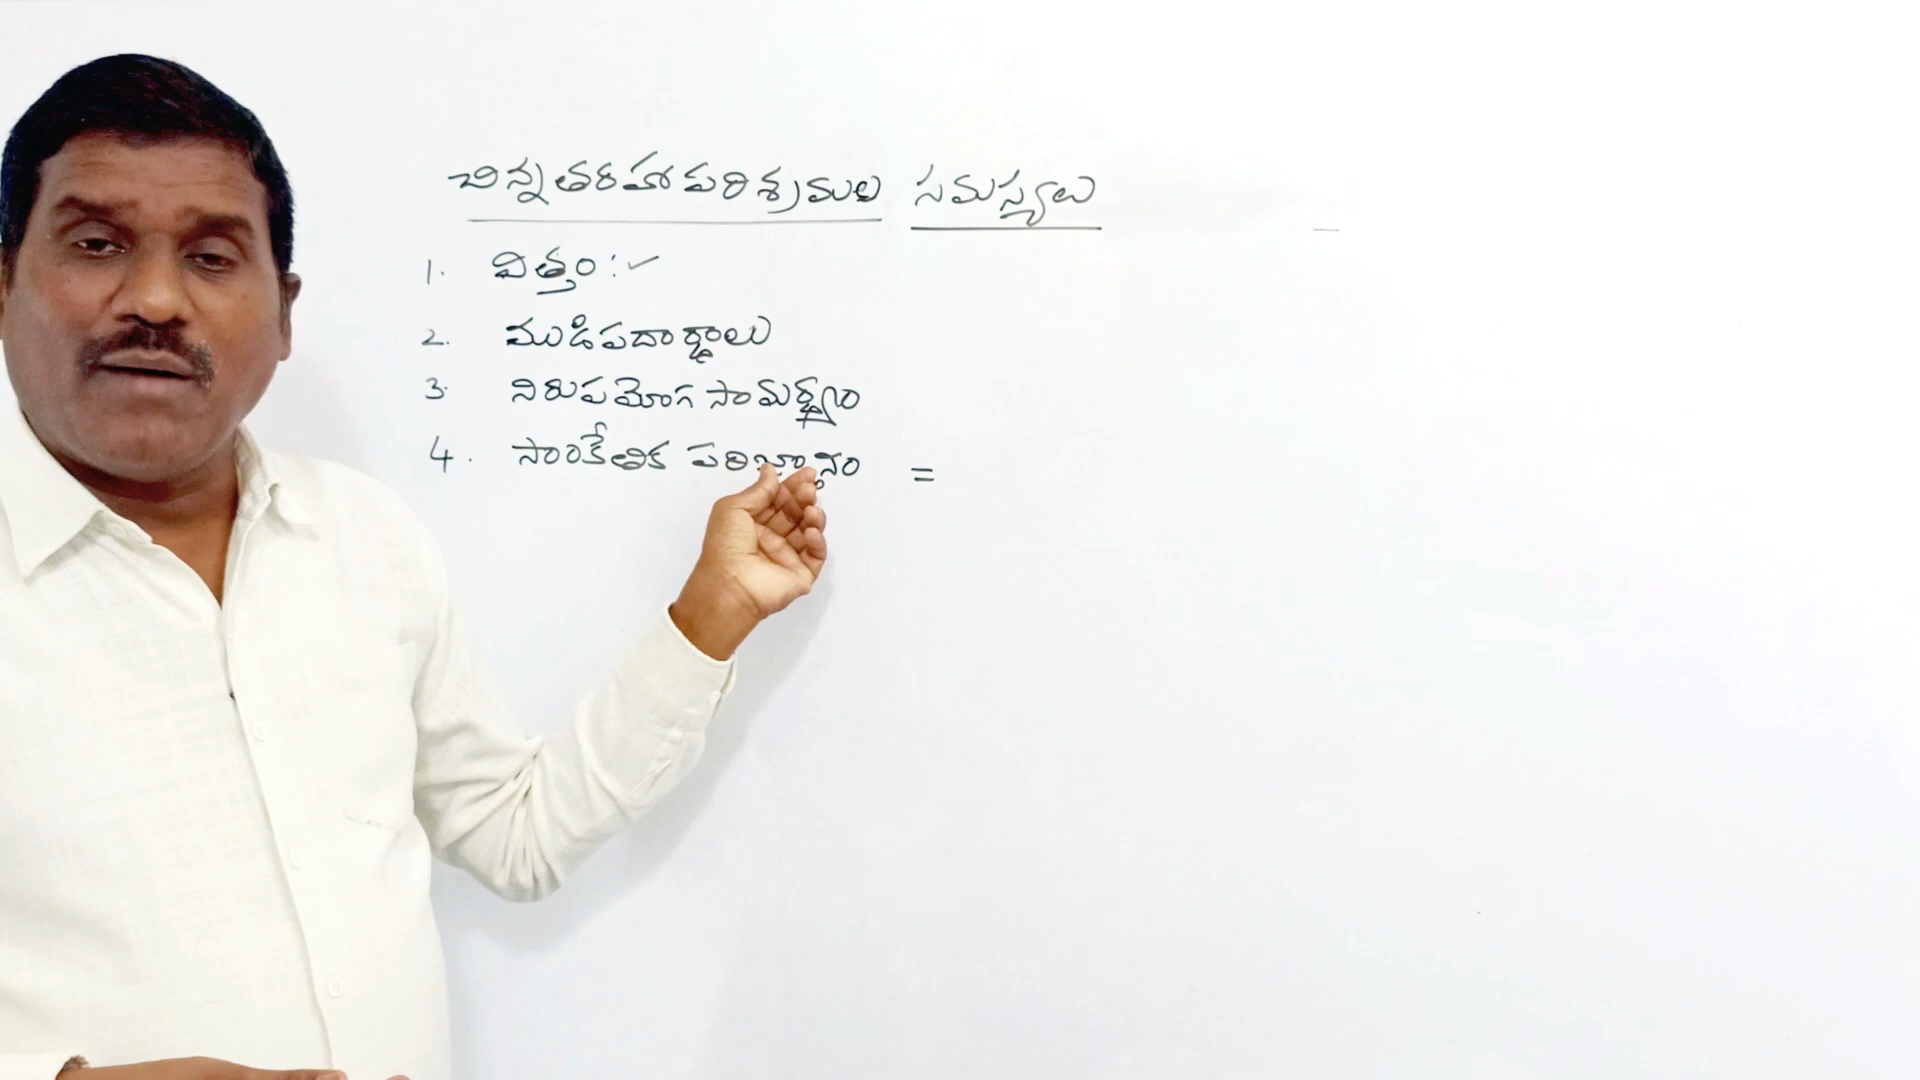 చిన్నతరహా పరిశ్రమల సమస్యలు
1. విత్తం :✓
2. ముడిపదార్థాలు
3. నిరుపయోగ సామర్థ్యం
4. సాంకేతిక పరిజ్ఞానం =